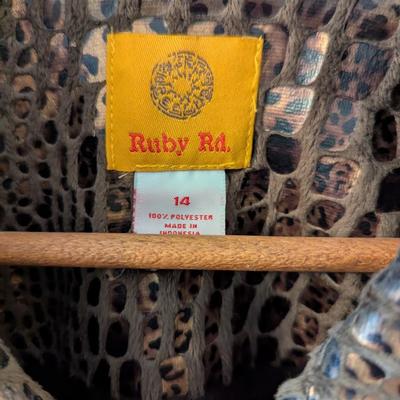 Ruby Rd.
14
100% POLYESTER
MADE IN
INDONESIA